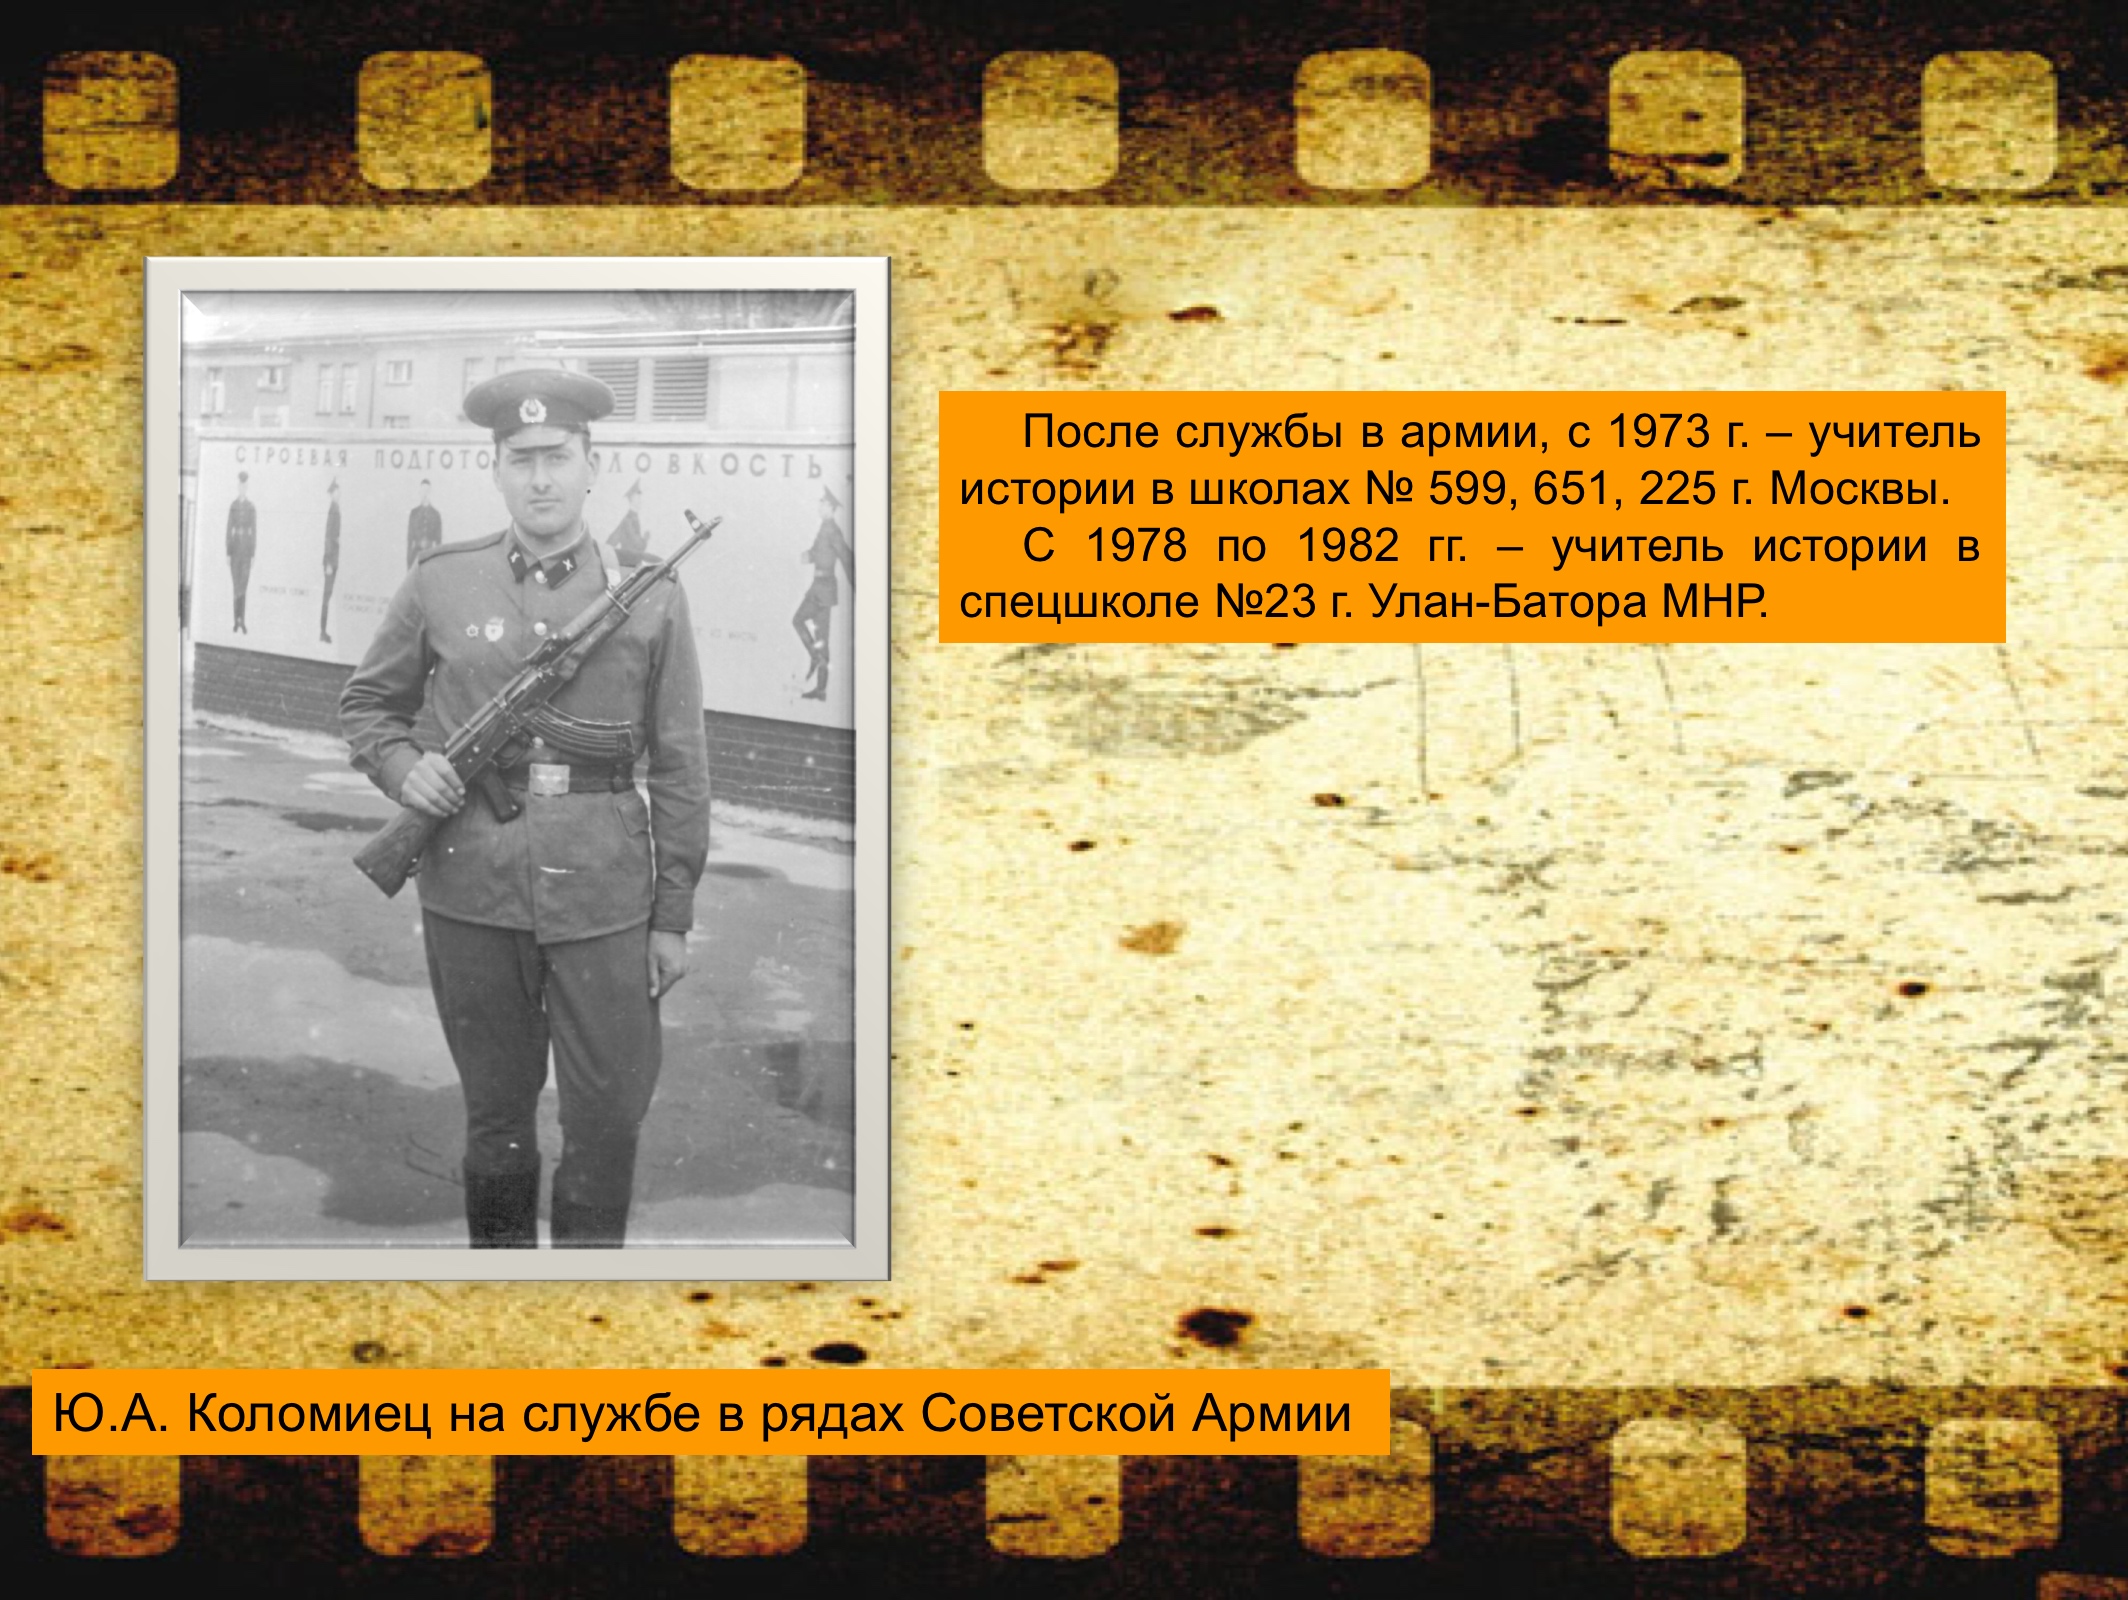 СТРОЕВАЯ ПОДГОТО ЛОВКОСТЬ
После службы в армии, с 1973 г. – учитель
истории в школах № 599, 651, 225 г. Москвы.
С 1978 по 1982 гг. – учитель истории в
спецшколе №23 г. Улан-Батора МНР.
Ю.А. Коломиец на службе в рядах Советской Армии